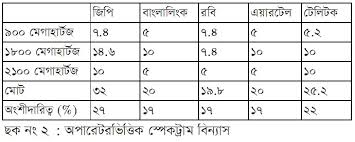 জিপি বাংলালিংক রবি এয়ারটেল টেলিটক
৯০০ মেগাহার্টজ ৭.৪ ৫ ৭.৪ ৫ ৫.২
১৮০০ মেগাহার্টজ ১৪.৬ ১০ ৭.৪ ১০ ১০
২১০০ মেগাহার্টজ ১০ ৫ ৫ ৫ ১০
মোট ৩২ ২০ ১৯.৮ ২০ ২৫.২
অংশীদারিত্ব (%) ২৭ ১৭ ১৭ ১৭ ২২
ছক নং ২ : অপারেটরভিত্তিক স্পেকট্রাম বিন্যাস